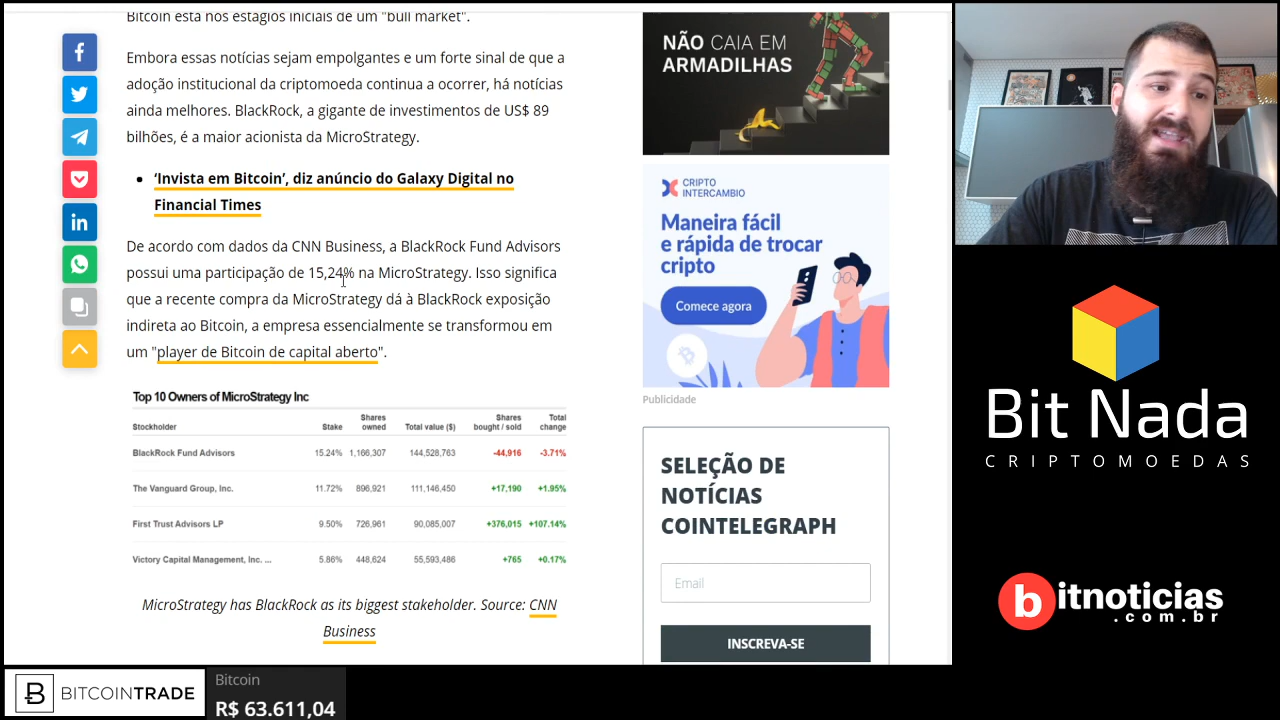 Bitcoin está nos estágios iniciais de um "bull market".
Embora essas notícias sejam empolgantes e um forte sinal de que a
adoção institucional da criptomoeda continua a ocorrer, há notícias
ainda melhores. BlackRock, a gigante de investimentos de US$ 89
bilhões, é a maior acionista da MicroStrategy.
• ‘Invista em Bitcoin’, diz anúncio do Galaxy Digital no
Financial Times
De acordo com dados da CNN Business, a BlackRock Fund Advisors
possui uma participação de 15,24% na MicroStrategy. Isso significa
que a recente compra da MicroStrategy dá à BlackRock exposição
indireta ao Bitcoin, a empresa essencialmente se transformou em
um "player de Bitcoin de capital aberto".
Top 10 Owners of MicroStrategy Inc
Stockholder Stake Shares owned Total value ($) Shares bought / sold Total change
BlackRock Fund Advisors 15.24% 1,166,307 144,528,763 -44,916 -3.71%
The Vanguard Group, Inc. 11.72% 896,921 111,146,450 +17,190 +1.95%
First Trust Advisors LP 9.50% 726,961 90,085,007 +376,015 +107.14%
Victory Capital Management, Inc. ... 5.86% 448,624 55,593,486 +765 +0.17%
MicroStrategy has BlackRock as its biggest stakeholder. Source: CNN
Business
NÃO CAIA EM
ARMADILHAS
CRIPTO
INTERCAMBIO
Maneira fácil
e rápida de trocar
cripto
Comece agora
Publicidade
SELEÇÃO DE
NOTÍCIAS
COINTELEGRAPH
Email
INSCREVA-SE
Bit Nada
CRIPTOMOEDAS
bitnoticias
.com.br
BITCOINTRADE
Bitcoin
R$ 63.611,04